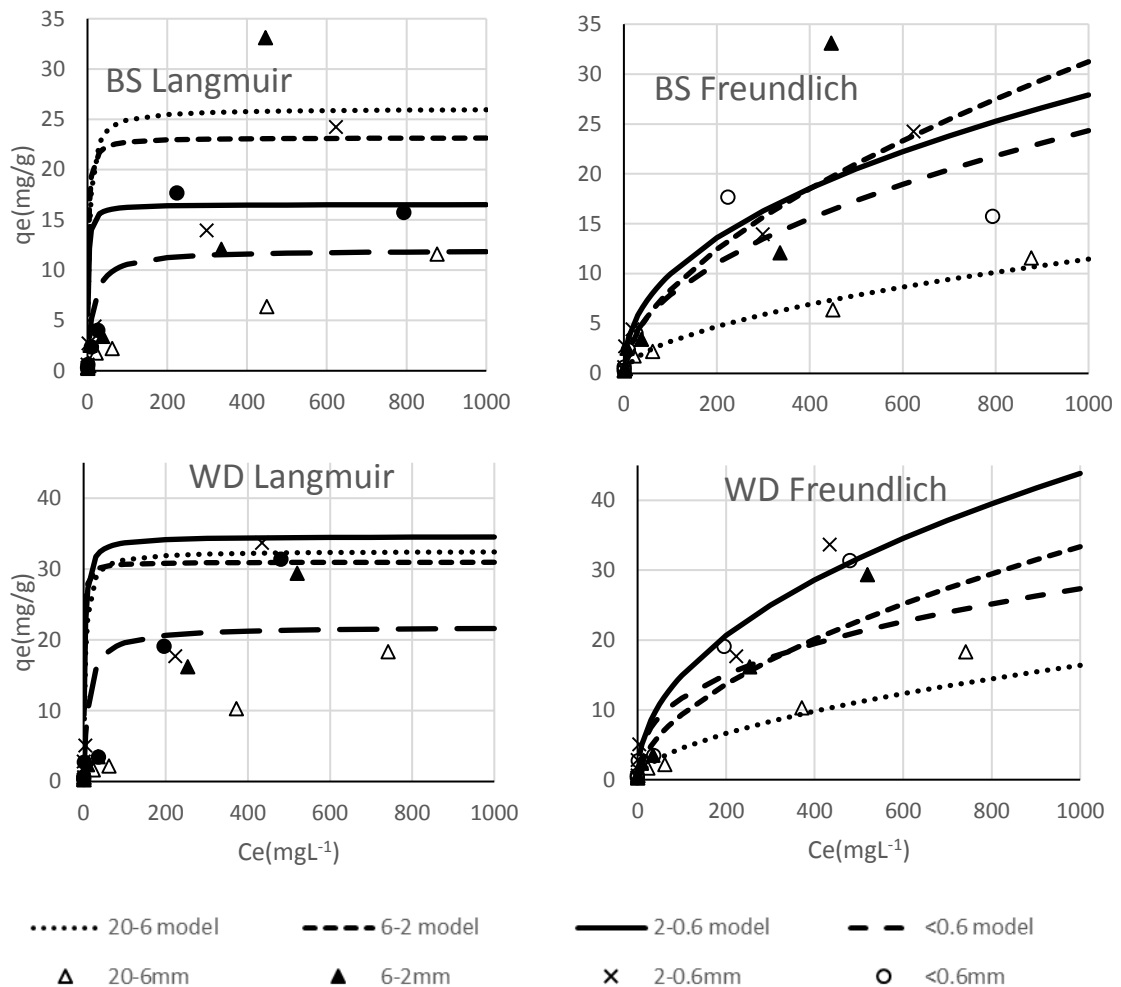 BS Langmuir
qe(mg/g)
35
30
25
20
15
10
5
0
0 200 400 600 800 1000
BS Freundlich
35
30
25
20
15
10
5
0
0 200 400 600 800 1000
WD Langmuir
qe(mg/g)
40
30
20
10
0
0 200 400 600 800 1000
Ce(mgL-1)
WD Freundlich
40
30
20
10
0
0 200 400 600 800 1000
Ce(mgL-1)
20-6 model 6-2 model 2-0.6 model <0.6 model
20-6mm 6-2mm 2-0.6mm <0.6mm